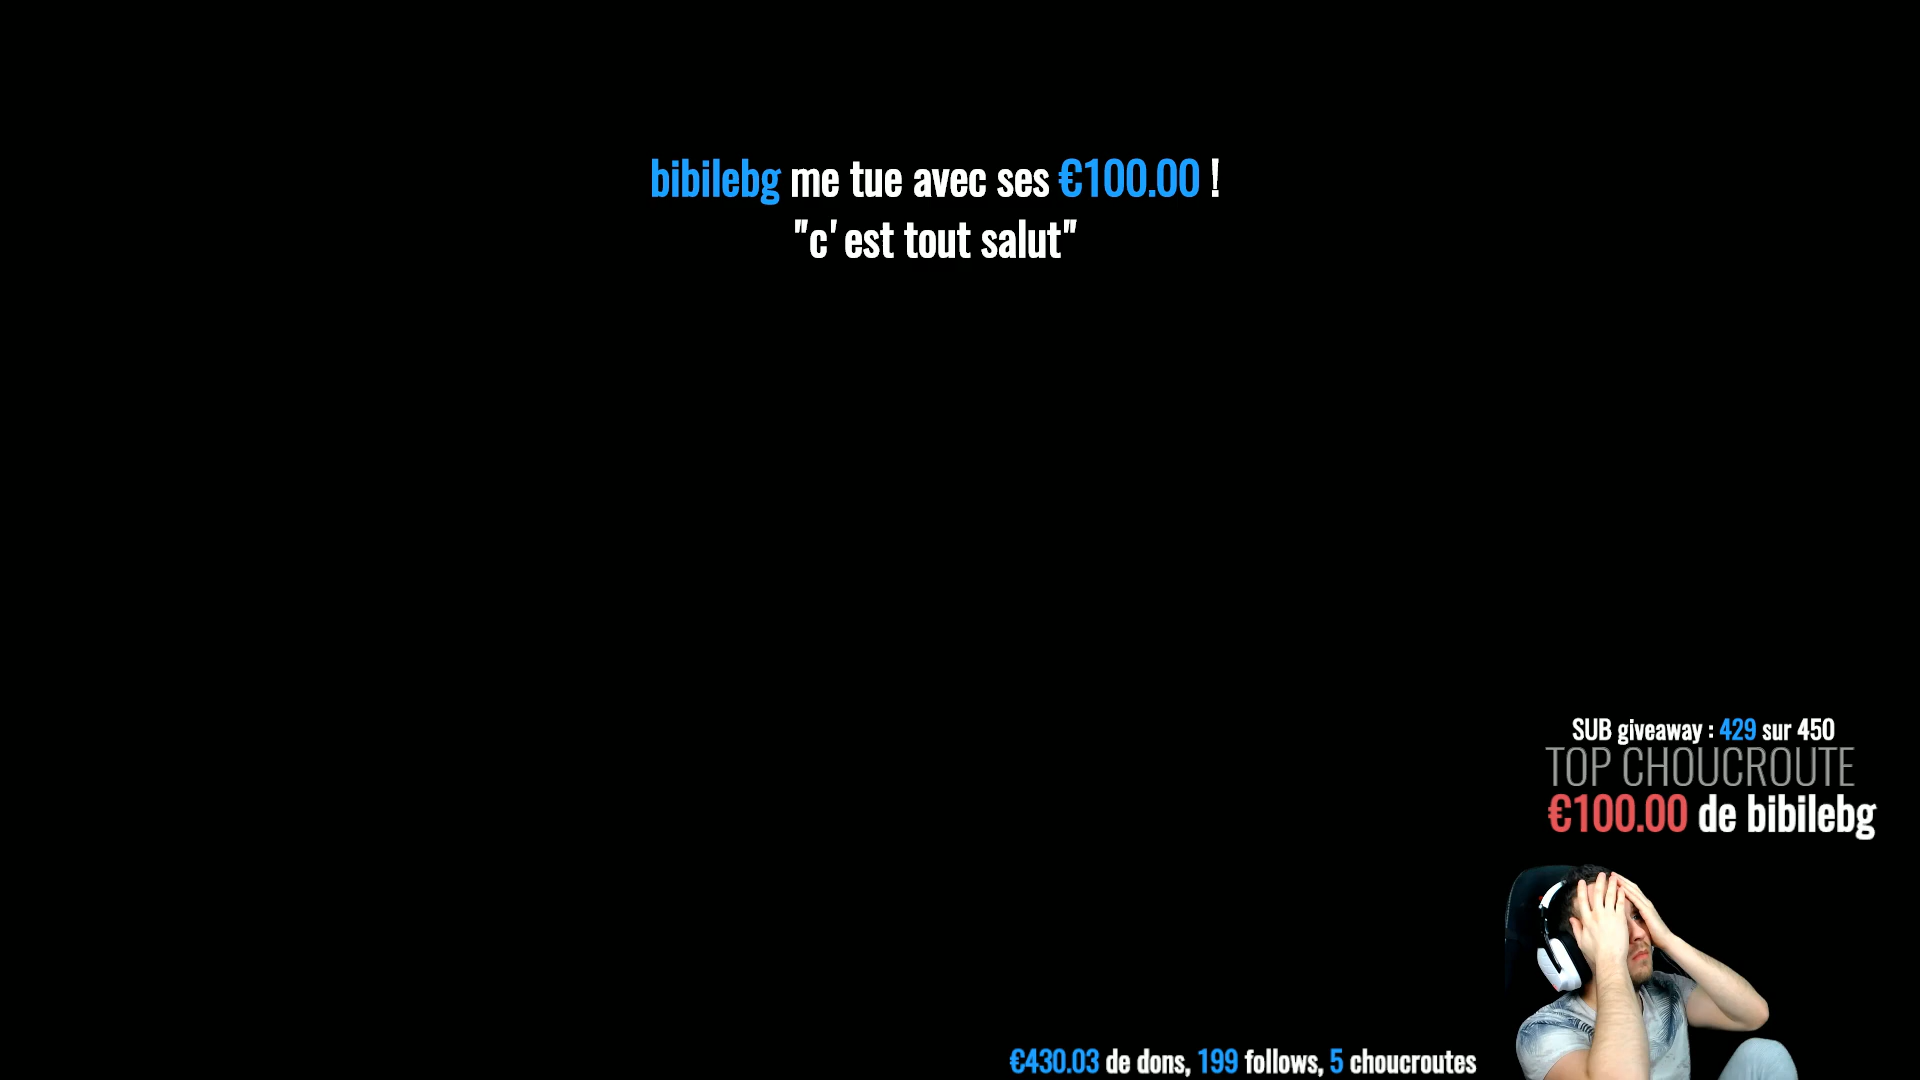 bibilebg me tue avec ses €100.00 !
"c'est tout salut"
SUB giveaway : 429 sur 450
TOP CHOUCROUTE
€100.00 de bibilebg
€430.03 de dons, 199 follows, 5 choucroutes